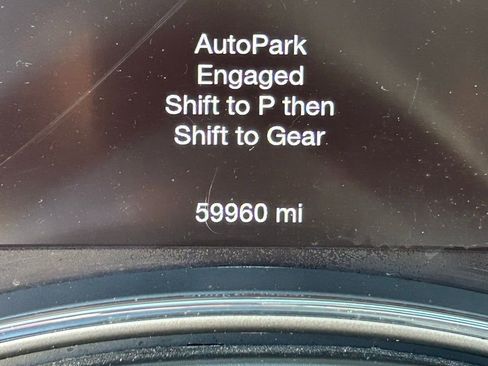 AutoPark
Engaged
Shift to P then
Shift to Gear
59960 mi